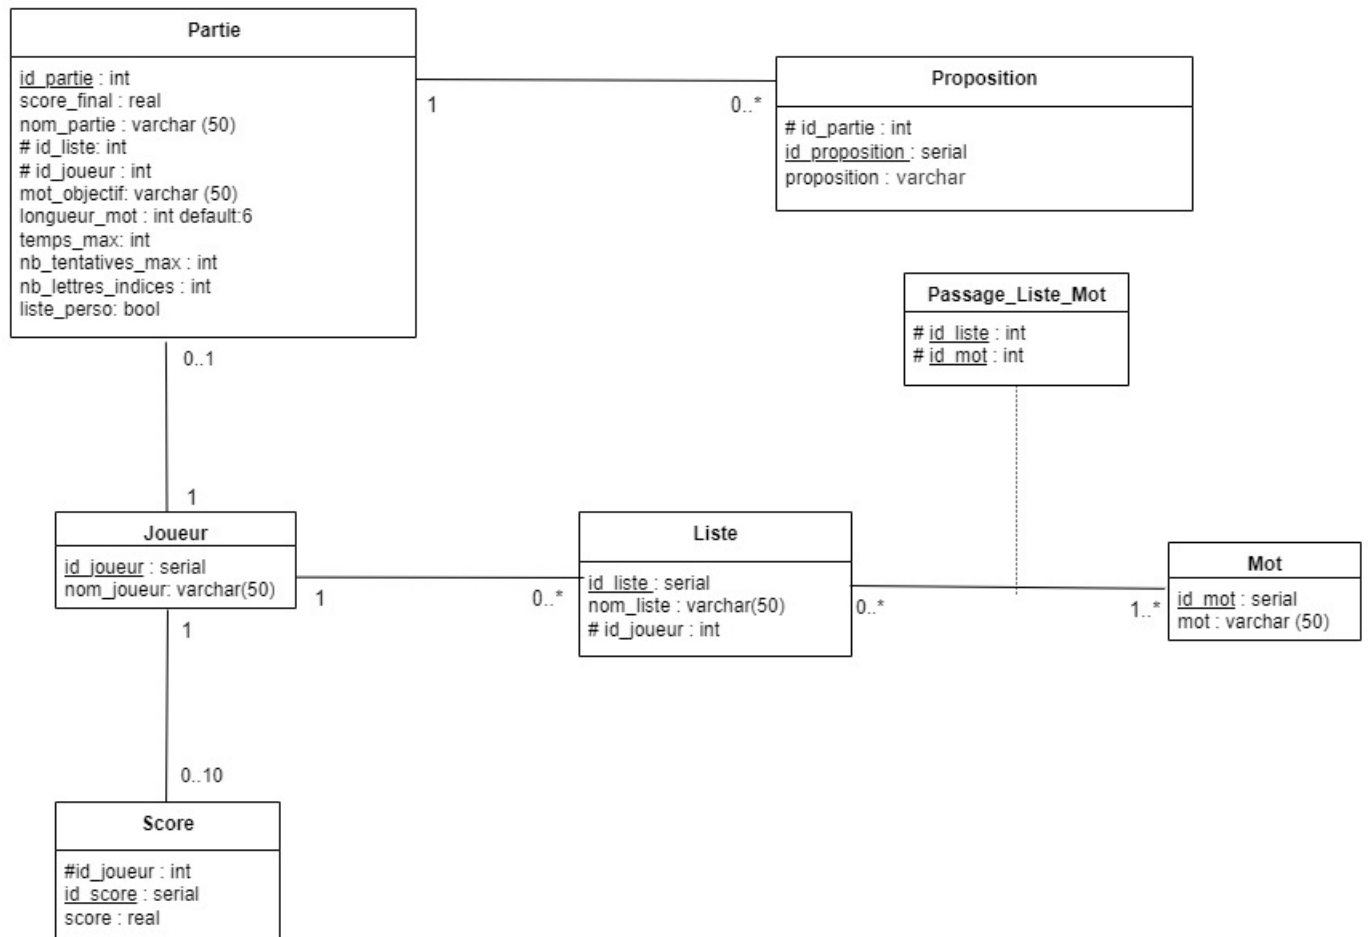 Partie
id_partie : int
score_final : real
nom_partie : varchar (50)
# id_liste: int
# id_joueur : int
mot_objectif: varchar (50)
longueur_mot : int default:6
temps_max: int
nb_tentatives_max : int
nb_lettres_indices : int
liste_perso: bool
1
0..*
Proposition
# id_partie : int
id_proposition : serial
proposition : varchar
Passage_Liste_Mot
# id_liste : int
# id_mot : int
0..1
1
Joueur
id_joueur : serial
nom_joueur: varchar(50)
1
0..*
Liste
id_liste : serial
nom_liste : varchar(50)
# id_joueur : int
0..*
1..*
Mot
id_mot : serial
mot : varchar (50)
1
0..10
Score
#id_joueur : int
id_score : serial
score : real